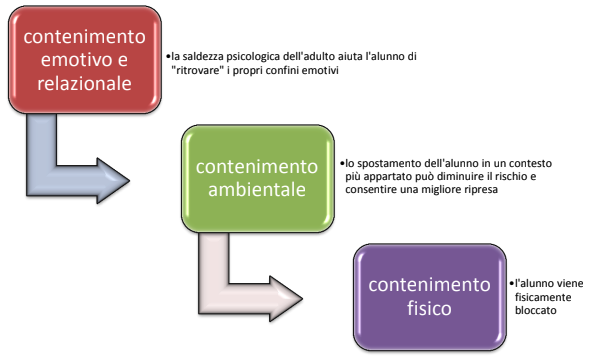 contenimento
emotivo e
relazionale
•la saldezza psicologica dell'adulto aiuta l'alunno di
"ritrovare" i propri confini emotivi
contenimento
ambientale
•lo spostamento dell'alunno in un contesto
più appartato può diminuire il rischio e
consentire una migliore ripresa
contenimento
fisico
•l'alunno viene
fisicamente
bloccato